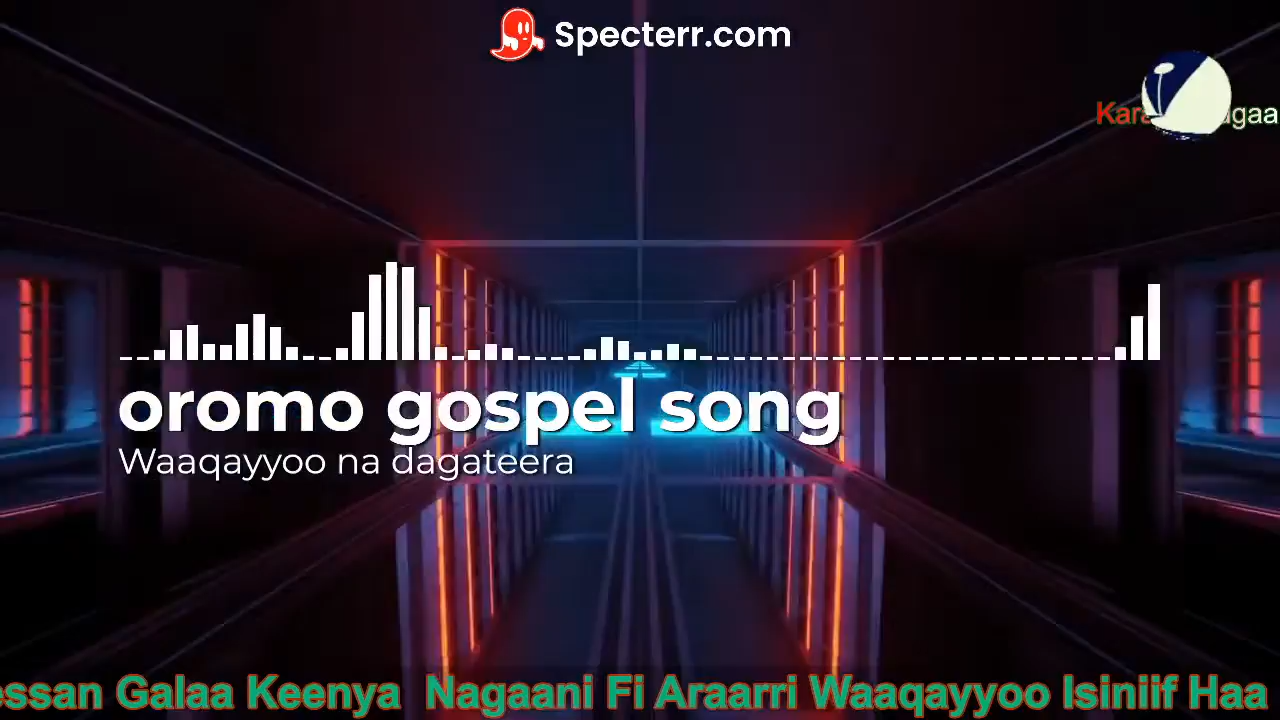 Specterr.com
oromo gospel song
Waaqayyoo na dagateera
Galaa Keenya Nagaani Fi Araarri Waaqayyoo Isiniif Haa